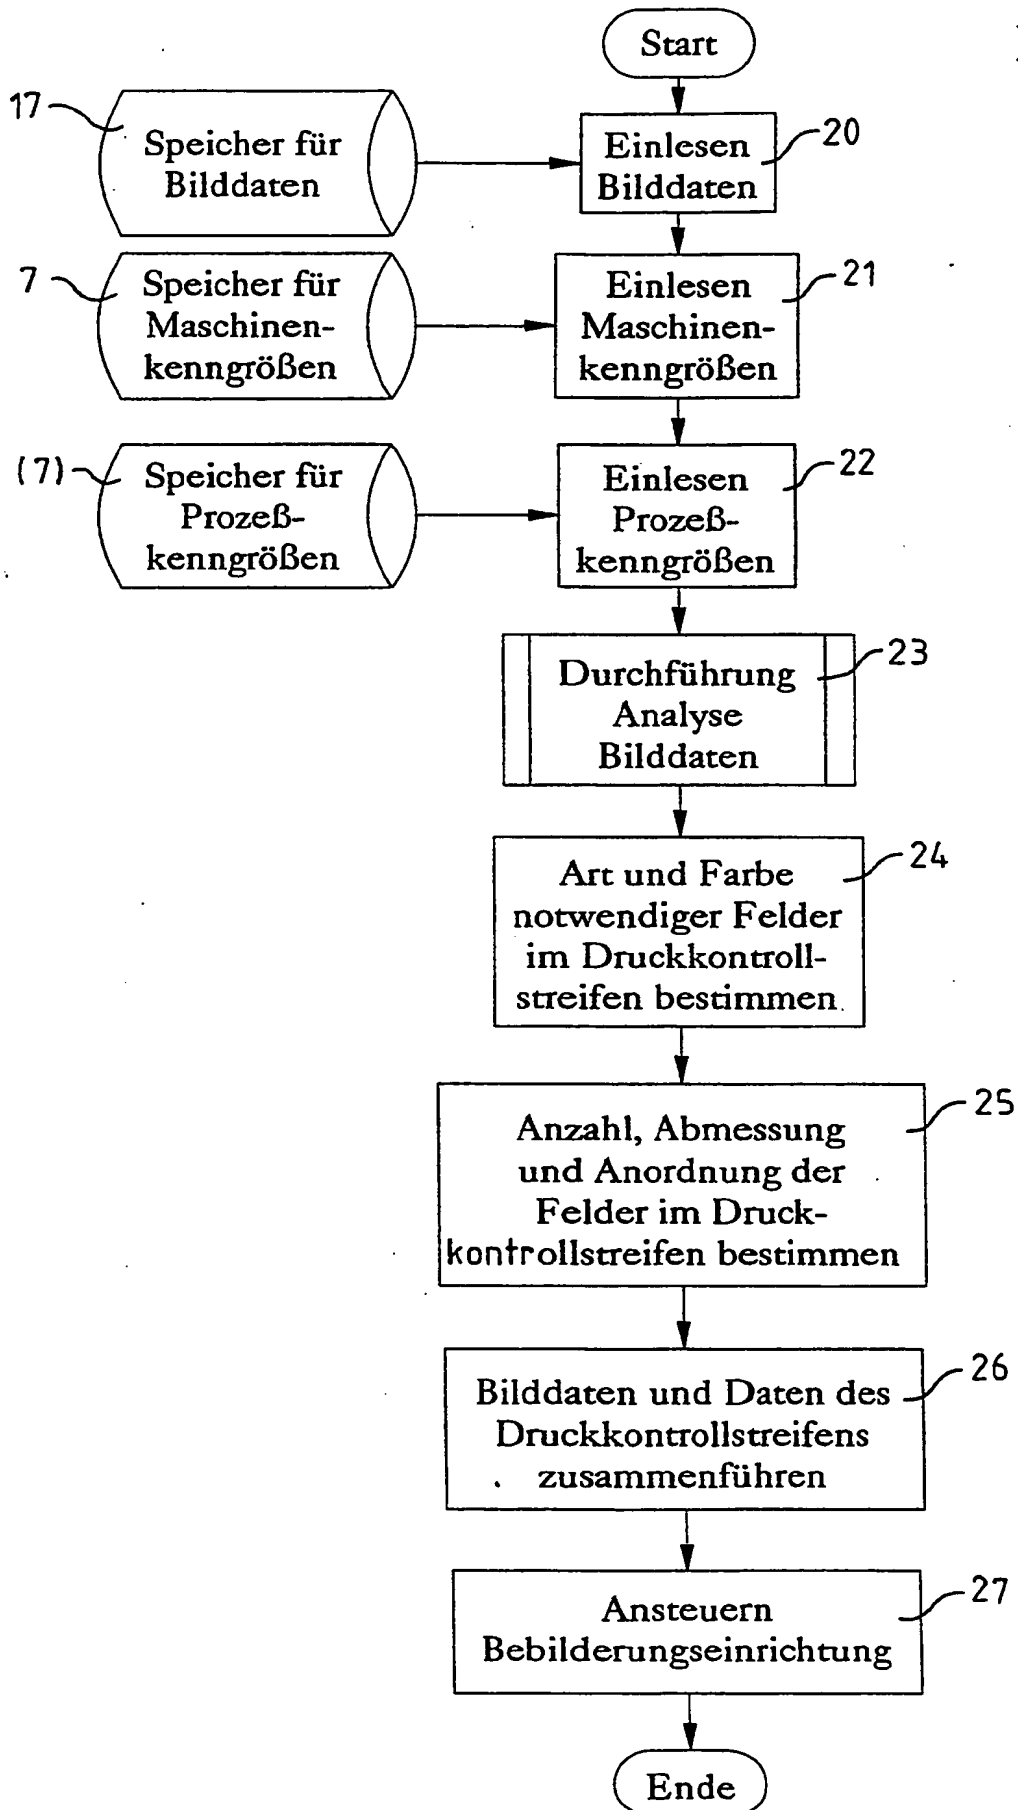 Start
17
Speicher für
Bilddaten
Einlesen
Bilddaten
20
7
Speicher für
Maschinen-
kenngrößen
Einlesen
Maschinen-
kenngrößen
21
(7)
Speicher für
Prozeß-
kenngrößen
Einlesen
Prozeß-
kenngrößen
22
Durchführung
Analyse
Bilddaten
23
Art und Farbe
notwendiger Felder
im Druckkontroll-
streifen bestimmen
24
Anzahl, Abmessung
und Anordnung der
Felder im Druck-
kontrollstreifen bestimmen
25
Bilddaten und Daten des
Druckkontrollstreifens
zusammenführen
26
Ansteuern
Bebilderungseinrichtung
27
Ende